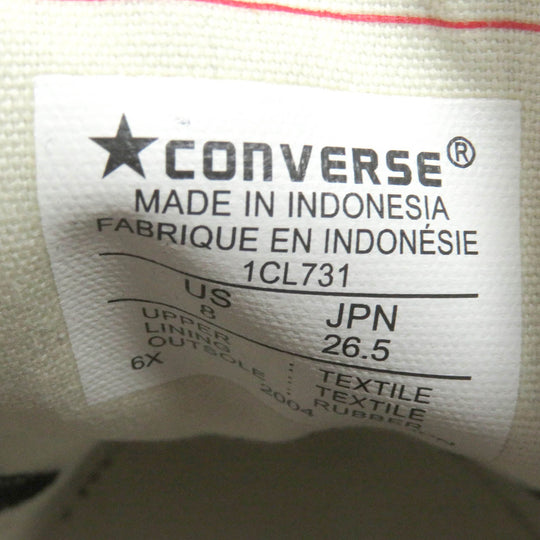 ★CONVERSE®
MADE IN INDONESIA
FABRIQUE EN INDONÉSIE
1CL731
US JPN
8 26.5
UPPER TEXTILE
LINING TEXTILE
OUTSOLE RUBBER
6X 2004